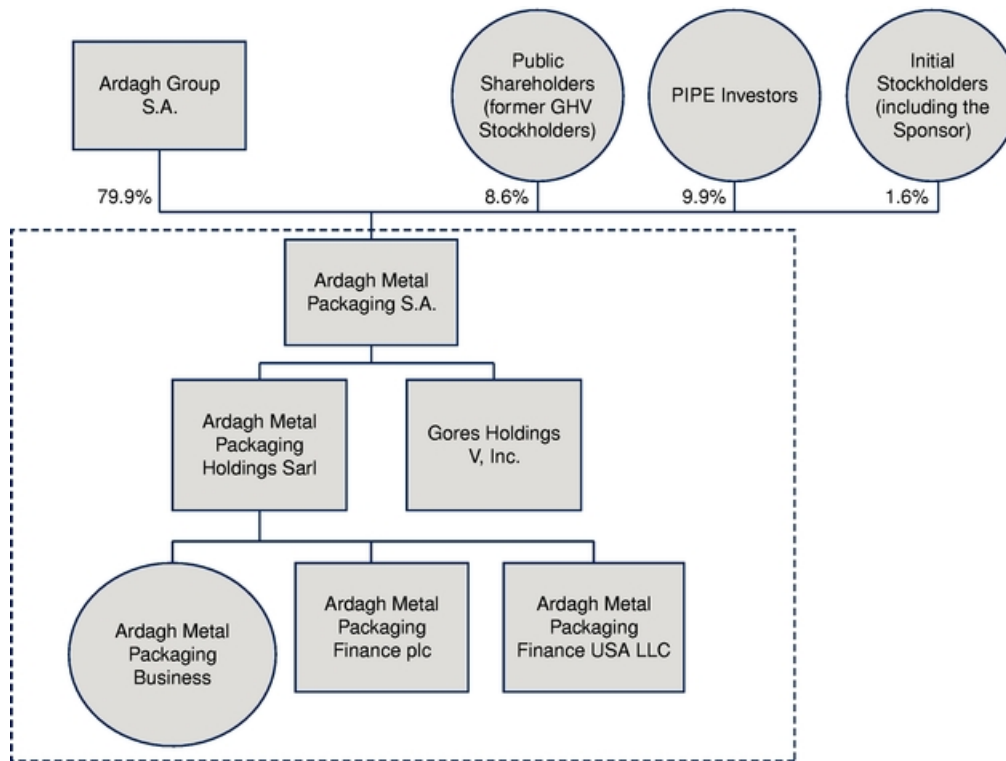 Ardagh Group
S.A.
Public
Shareholders
(former GHV
Stockholders)
PIPE Investors
Initial
Stockholders
(including the
Sponsor)
79.9%
8.6%
9.9%
1.6%
Ardagh Metal
Packaging S.A.
Ardagh Metal
Packaging
Holdings Sarl
Gores Holdings
V, Inc.
Ardagh Metal
Packaging
Business
Ardagh Metal
Packaging
Finance plc
Ardagh Metal
Packaging
Finance USA LLC